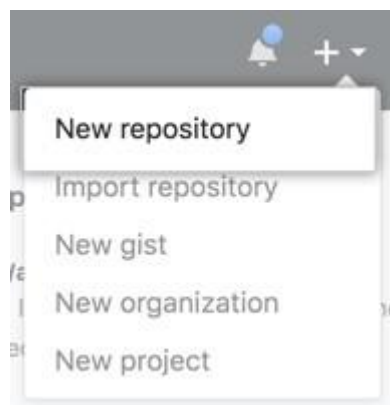 New repository
Import repository
New gist
New organization
New project